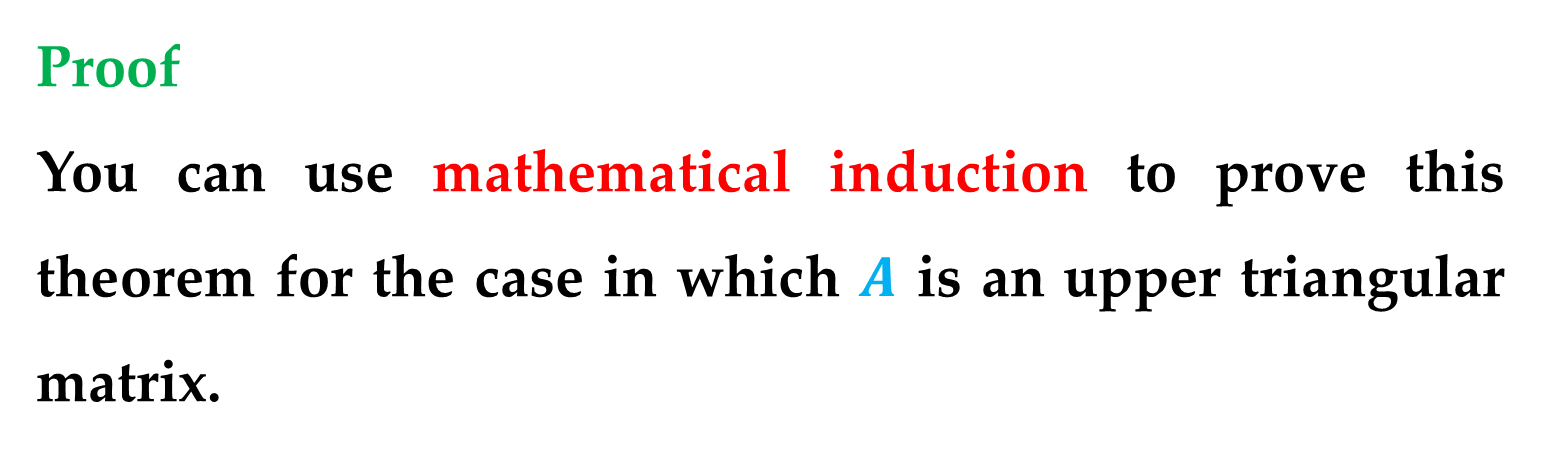 Proof
You can use mathematical induction to prove this
theorem for the case in which A is an upper triangular
matrix.